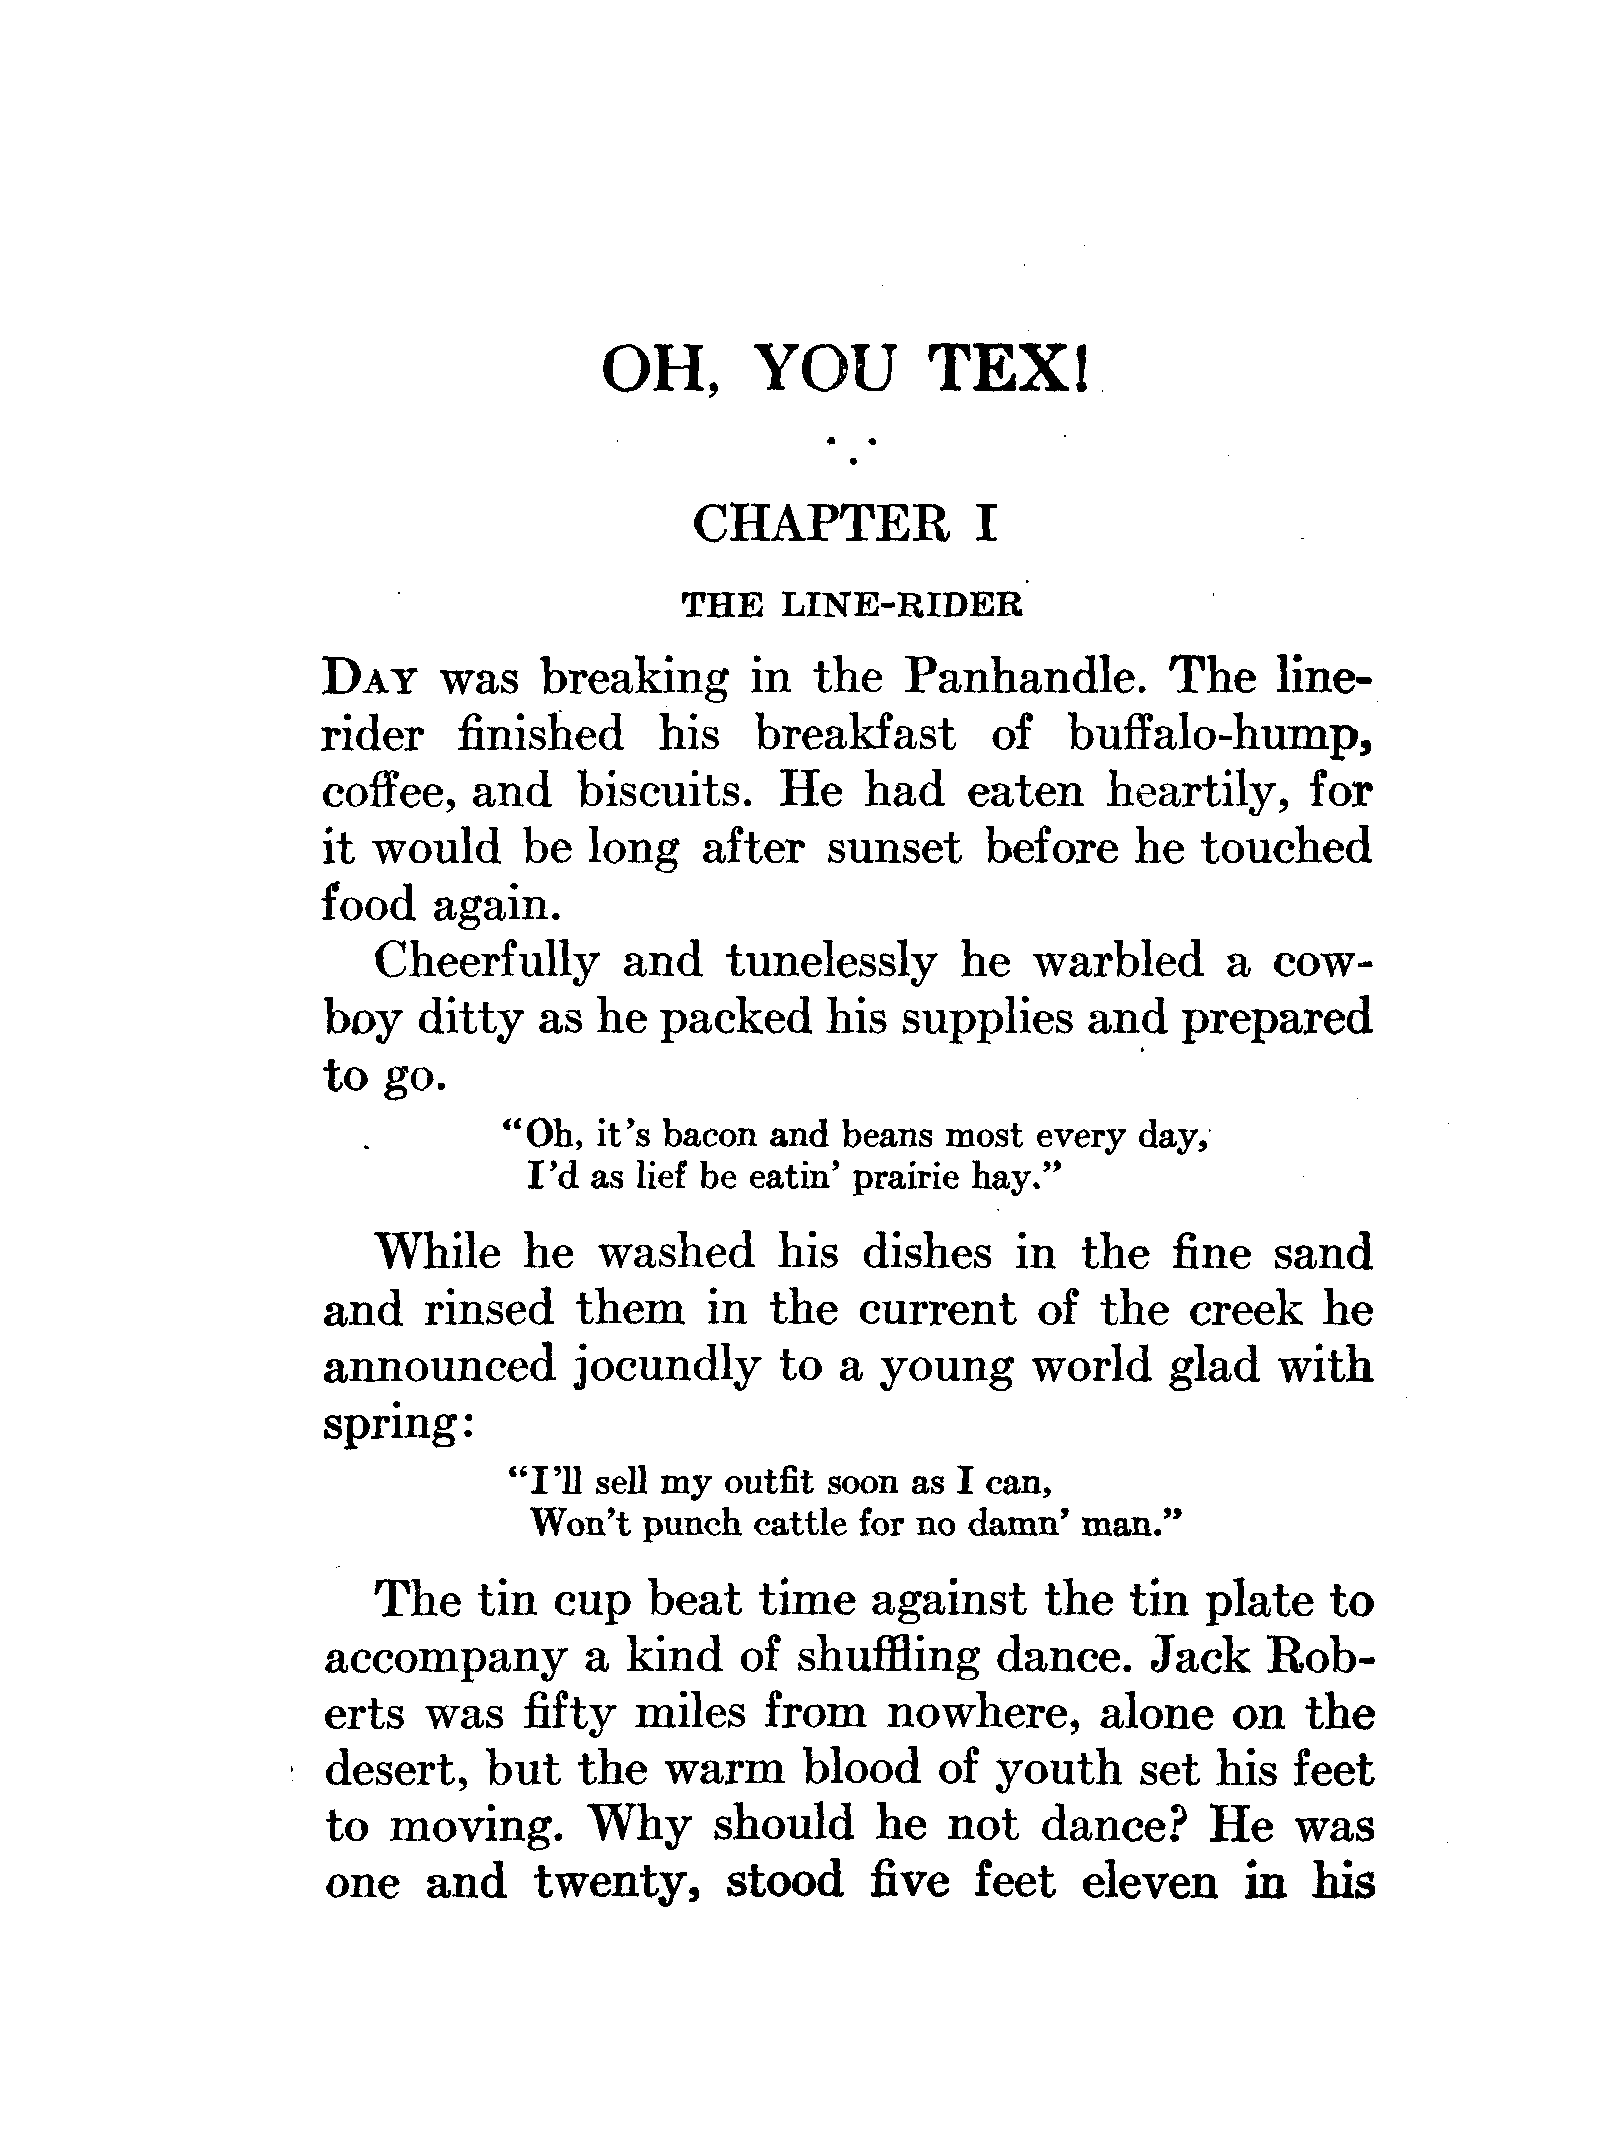 OH, YOU TEX!
CHAPTER I
THE LINE-RIDER
DAY was breaking in the Panhandle. The line-
rider finished his breakfast of buffalo-hump,
coffee, and biscuits. He had eaten heartily, for
it would be long after sunset before he touched
food again.
Cheerfully and tunelessly he warbled a cow-
boy ditty as he packed his supplies and prepared
to go.
“Oh, it's bacon and beans most every day,
I'd as lief be eatin' prairie hay.”
While he washed his dishes in the fine sand
and rinsed them in the current of the creek he
announced jocundly to a young world glad with
spring:
“I'll sell my outfit soon as I can,
Won't punch cattle for no damn' man.”
The tin cup beat time against the tin plate to
accompany a kind of shuffling dance. Jack Rob-
erts was fifty miles from nowhere, alone on the
desert, but the warm blood of youth set his feet
to moving. Why should he not dance? He was
one and twenty, stood five feet eleven in his